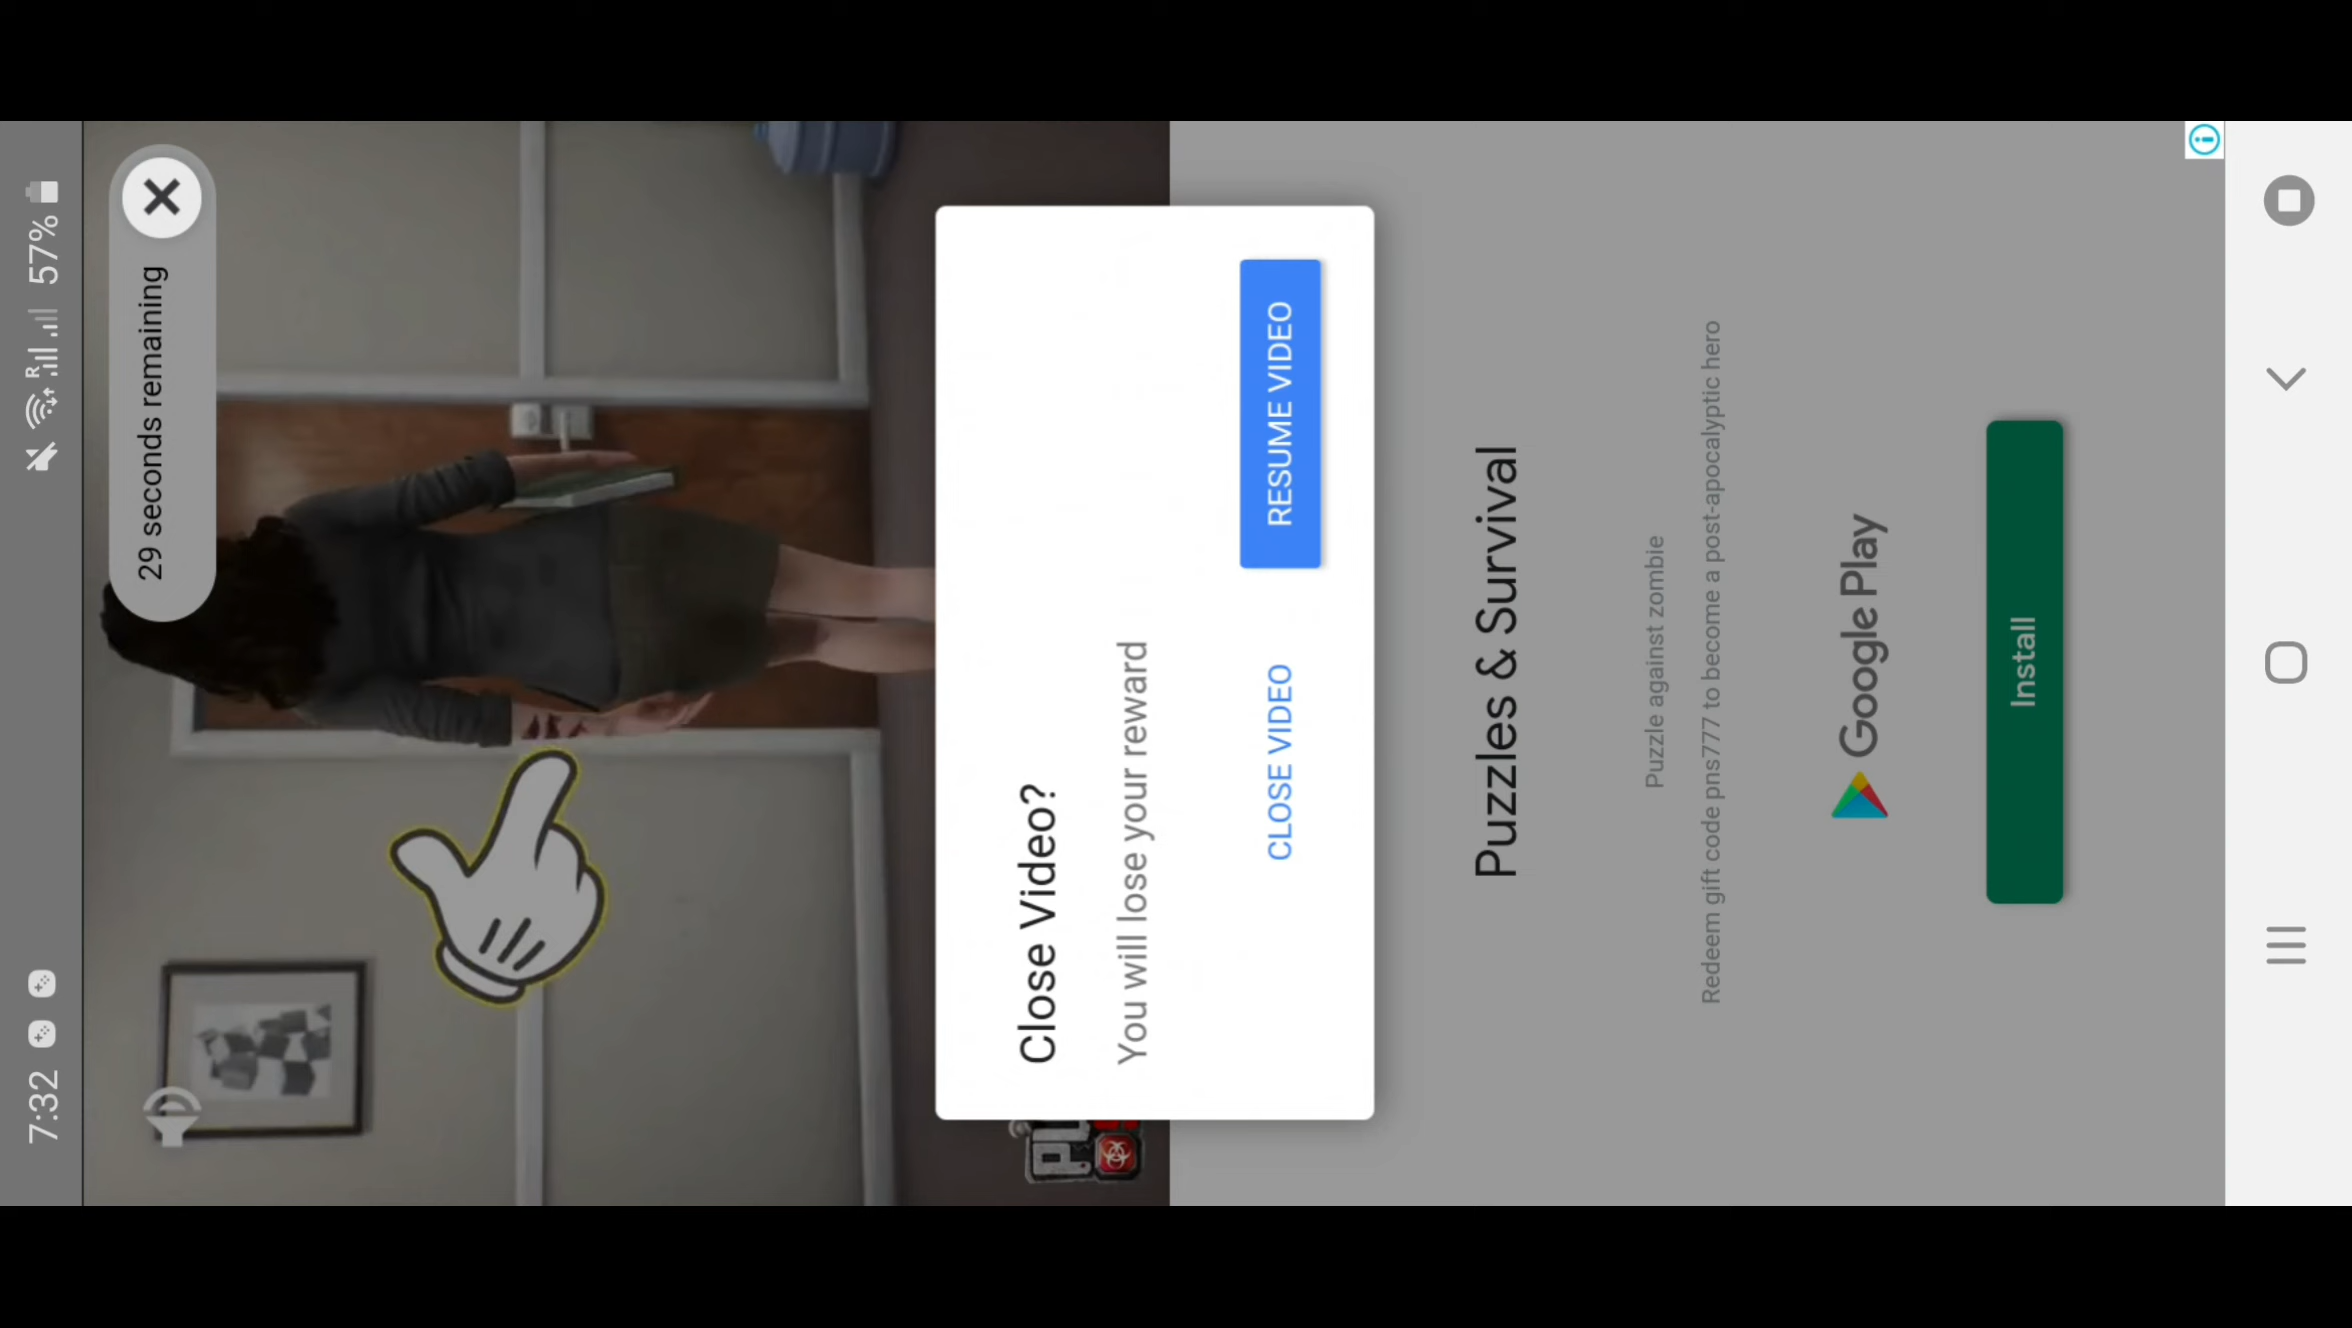 7:32
R
57%
29 seconds remaining
Close Video?
You will lose your reward
CLOSE VIDEO
RESUME VIDEO
Puzzles & Survival
Puzzle against zombie
Redeem gift code pns777 to become a post-apocalyptic hero
Google Play
Install